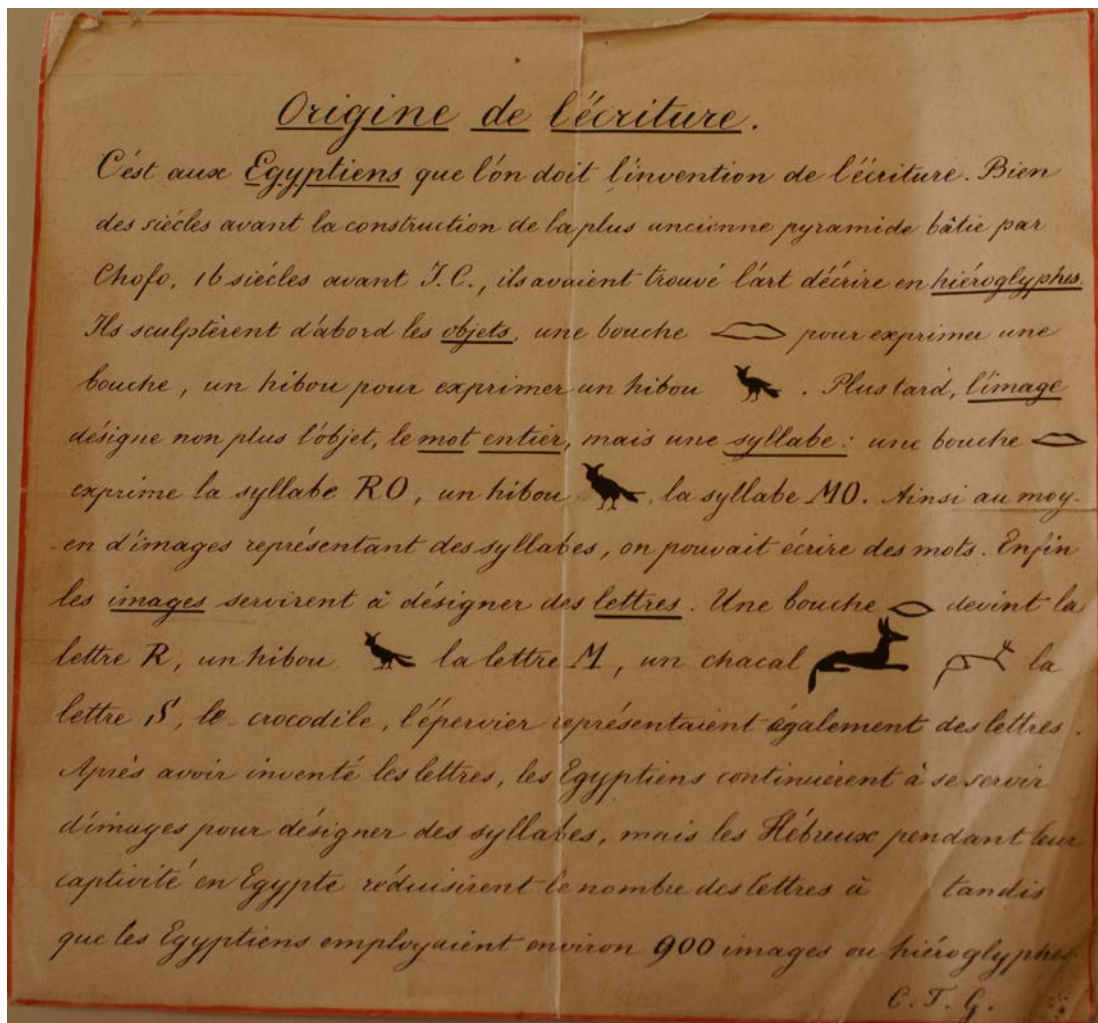 Origine de l'écriture.
C'est aux Egyptiens que l'on doit l'invention de l'écriture. Bien
des siécles avant la construction de la plus ancienne pyramide bâtie par
Chofo, 16 siécles avant J.C., ils avaient trouvé l'art d'écrire en hiéroglyphes.
Ils sculptèrent d'abord les objets, une bouche pour exprimer une
bouche, un hibou pour exprimer un hibou . Plus tard, l'image
désigne non plus l'objet, le mot entier, mais une syllabe : une bouche
exprime la syllabe RO, un hibou , la syllabe MO. Ainsi au moy-
-en d'images représentant des syllabes, on pouvait écrire des mots. Enfin
les images servirent à désigner des lettres. Une bouche devint la
lettre R, un hibou la lettre M, un chacal la
lettre S, le crocodile, l'épervier représentaient également des lettres.
Après avoir inventé les lettres, les Egyptiens continuèrent à se servir
d'images pour désigner des syllabes, mais les Hébreux pendant leur
captivité en Egypte réduisirent le nombre des lettres à tandis
que les Egyptiens employaient environ 900 images ou hiéroglyphes
C. T. G.